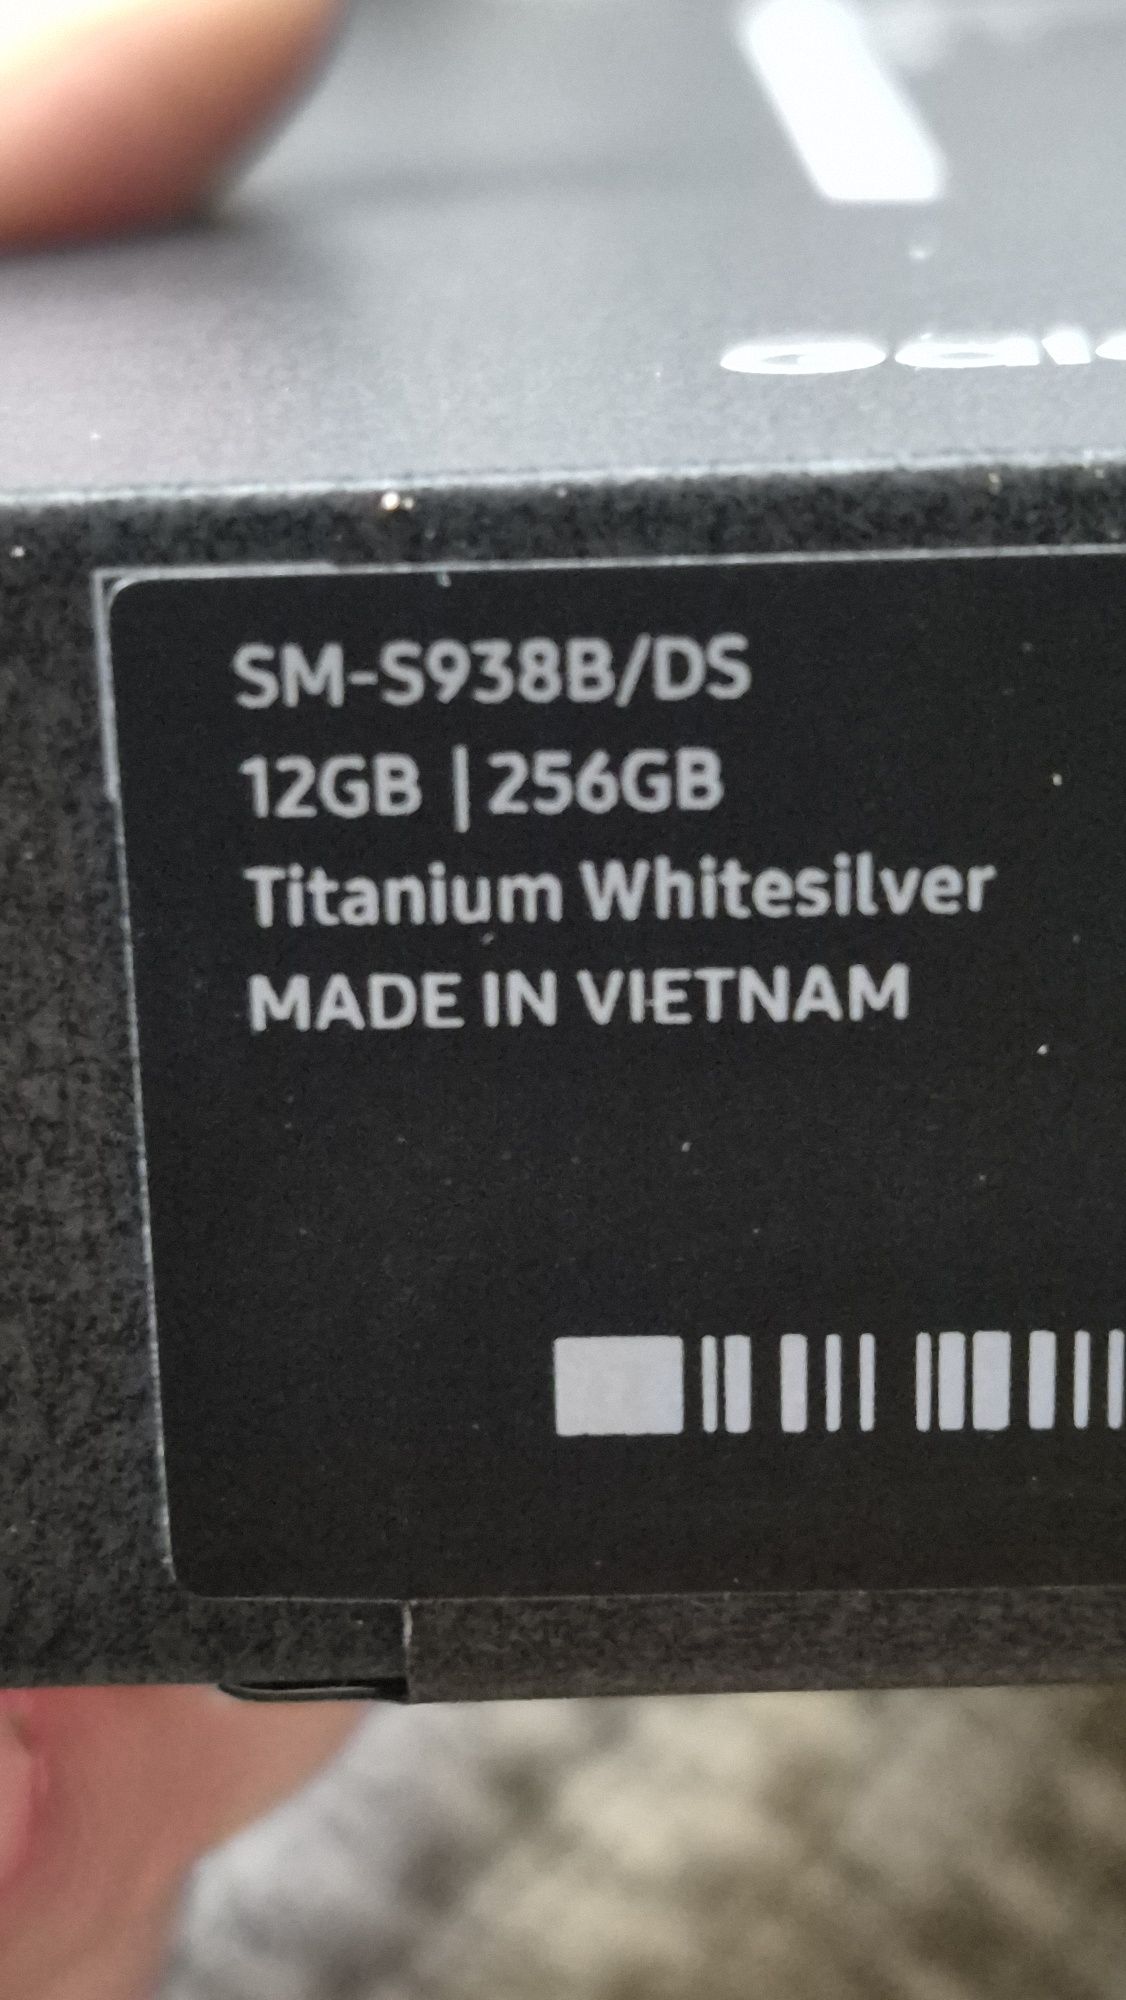 SM-S938B/DS
12GB | 256GB
Titanium Whitesilver
MADE IN VIETNAM